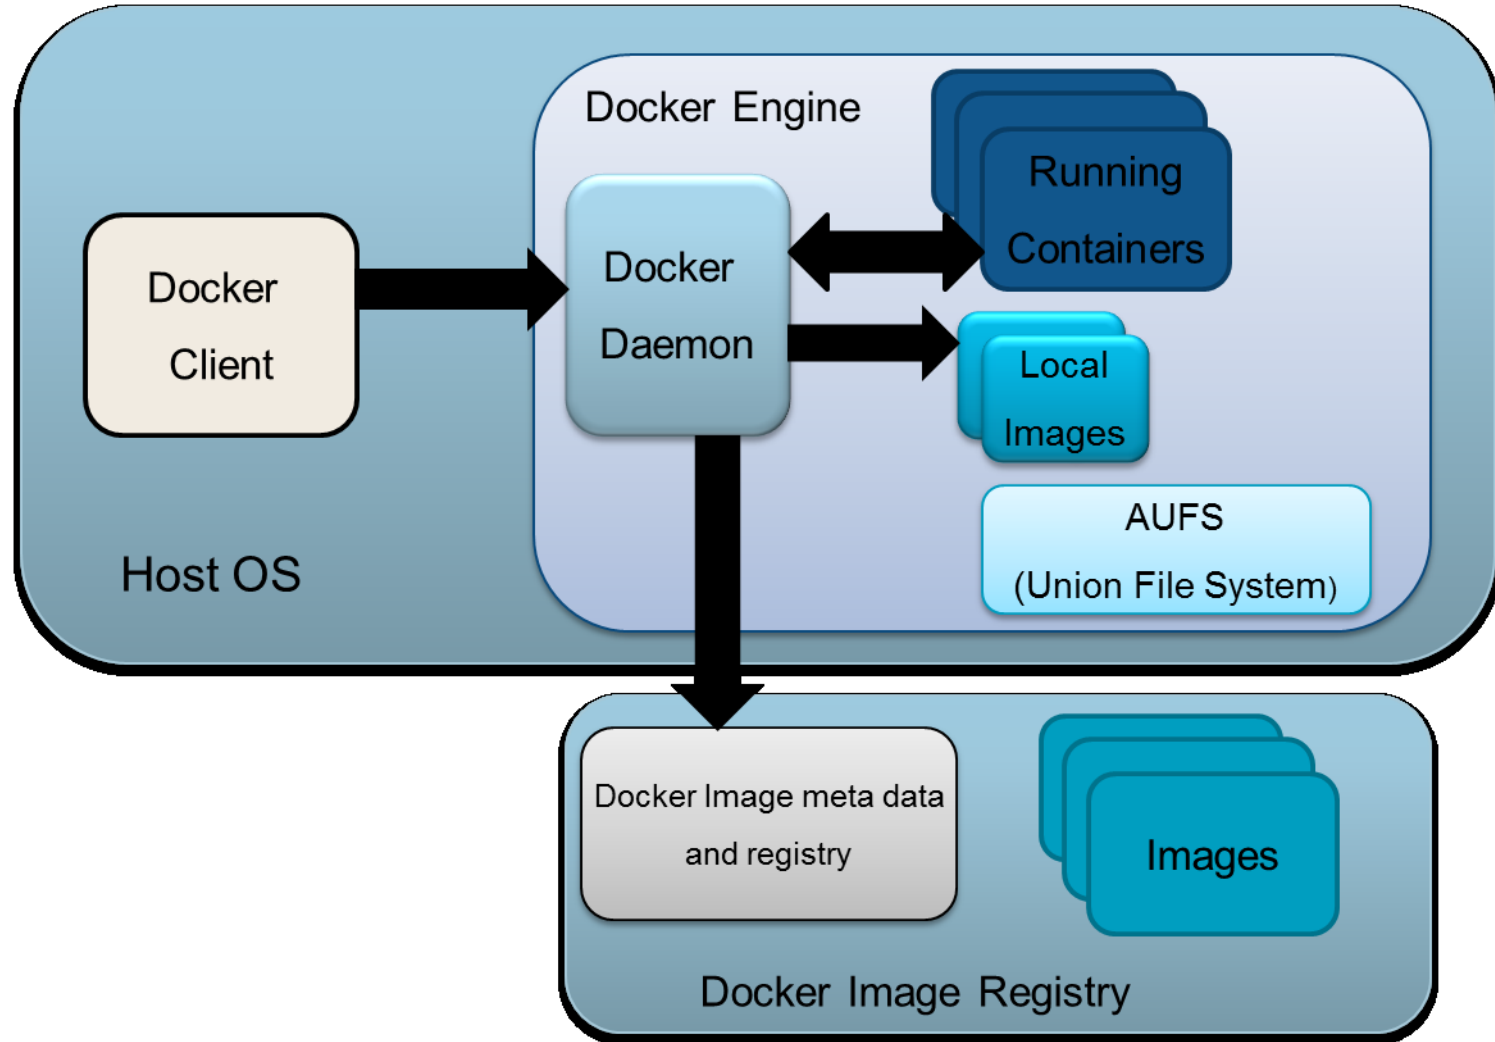 Docker Engine
Running
Containers
Docker
Client
Docker
Daemon
Local
Images
AUFS
(Union File System)
Host OS
Docker Image meta data
and registry
Images
Docker Image Registry